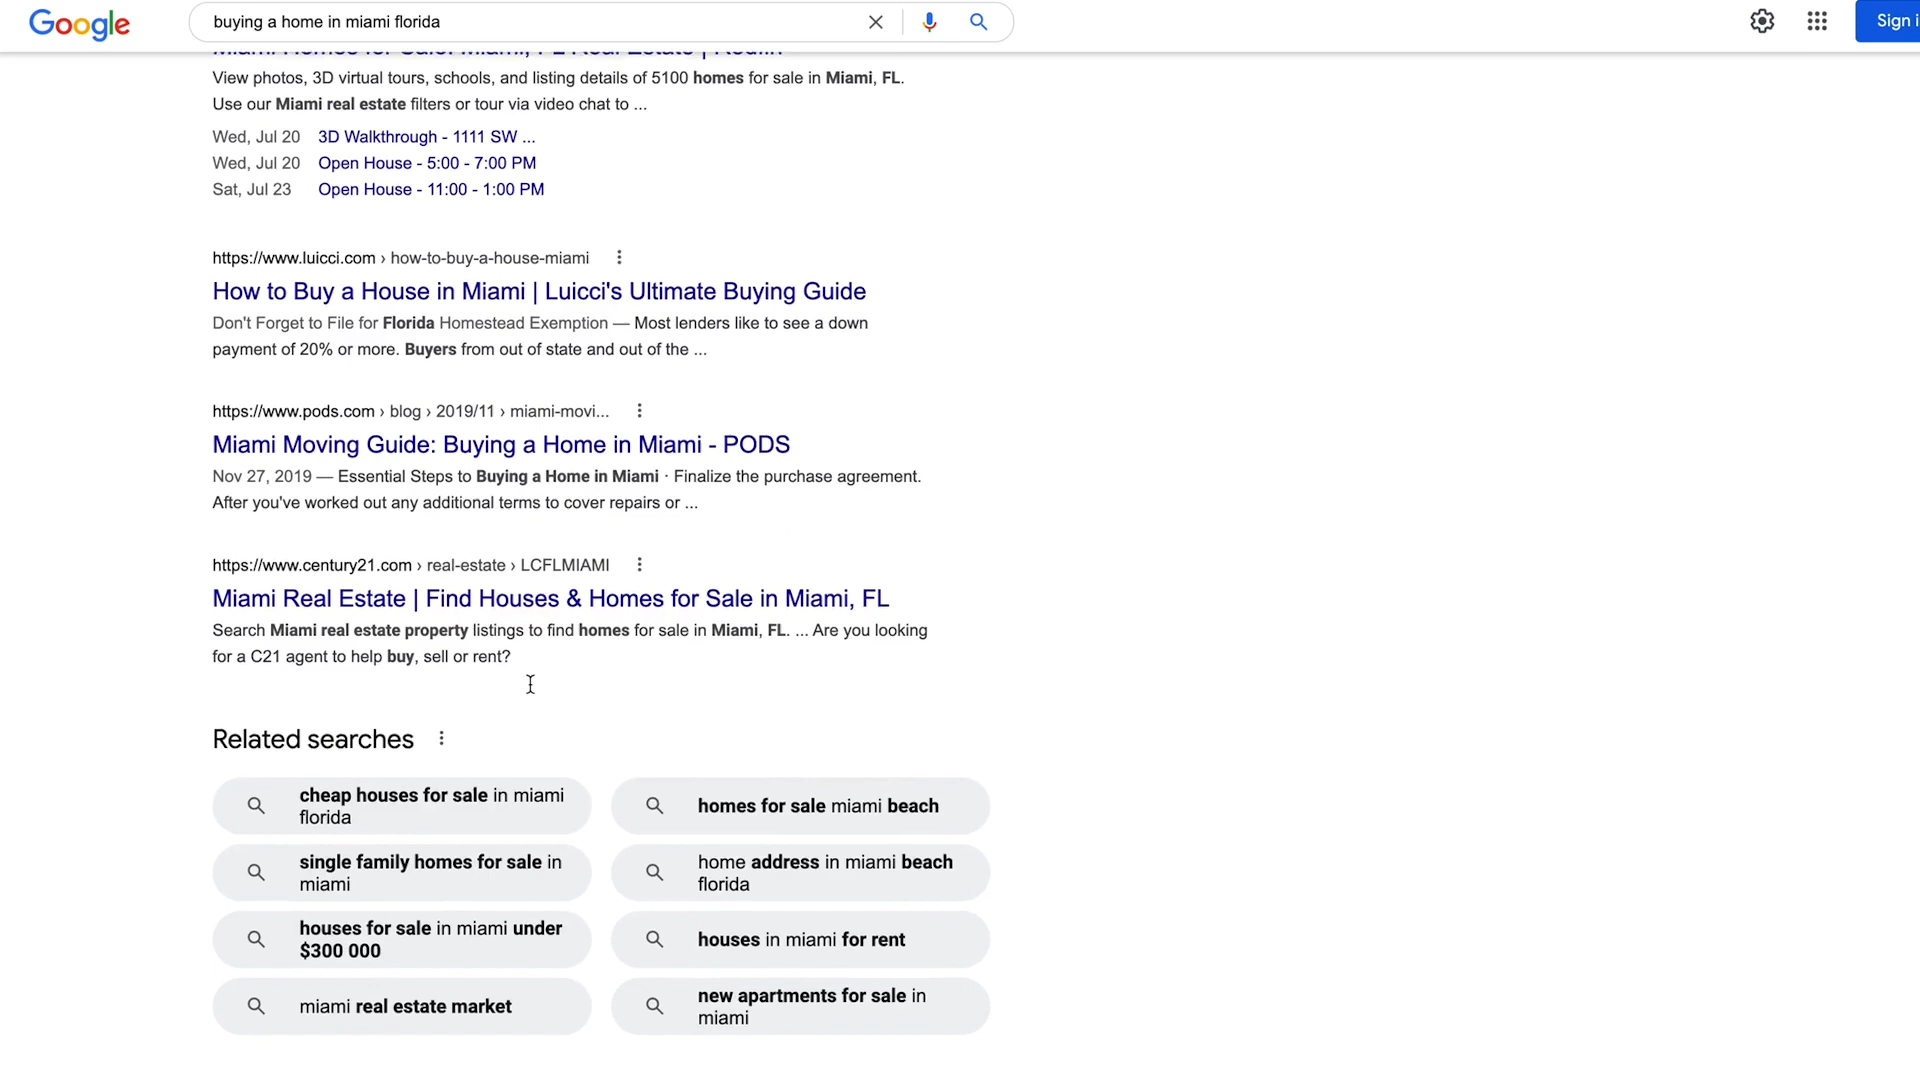 Google
buying a home in miami florida
Sign i
Miami Homes for Sale: Miami, FL Real Estate | Redfin
View photos, 3D virtual tours, schools, and listing details of 5100 homes for sale in Miami, FL.
Use our Miami real estate filters or tour via video chat to ...
Wed, Jul 20 3D Walkthrough - 1111 SW ...
Wed, Jul 20 Open House - 5:00 - 7:00 PM
Sat, Jul 23 Open House - 11:00 - 1:00 PM
https://www.luicci.com › how-to-buy-a-house-miami
How to Buy a House in Miami | Luicci's Ultimate Buying Guide
Don't Forget to File for Florida Homestead Exemption — Most lenders like to see a down
payment of 20% or more. Buyers from out of state and out of the ...
https://www.pods.com › blog › 2019/11 › miami-movi...
Miami Moving Guide: Buying a Home in Miami - PODS
Nov 27, 2019 — Essential Steps to Buying a Home in Miami · Finalize the purchase agreement.
After you've worked out any additional terms to cover repairs or ...
https://www.century21.com › real-estate › LCFLMIAMI
Miami Real Estate | Find Houses & Homes for Sale in Miami, FL
Search Miami real estate property listings to find homes for sale in Miami, FL. ... Are you looking
for a C21 agent to help buy, sell or rent?
Related searches
cheap houses for sale in miami
florida
homes for sale miami beach
single family homes for sale in
miami
home address in miami beach
florida
houses for sale in miami under
$300 000
houses in miami for rent
miami real estate market
new apartments for sale in
miami